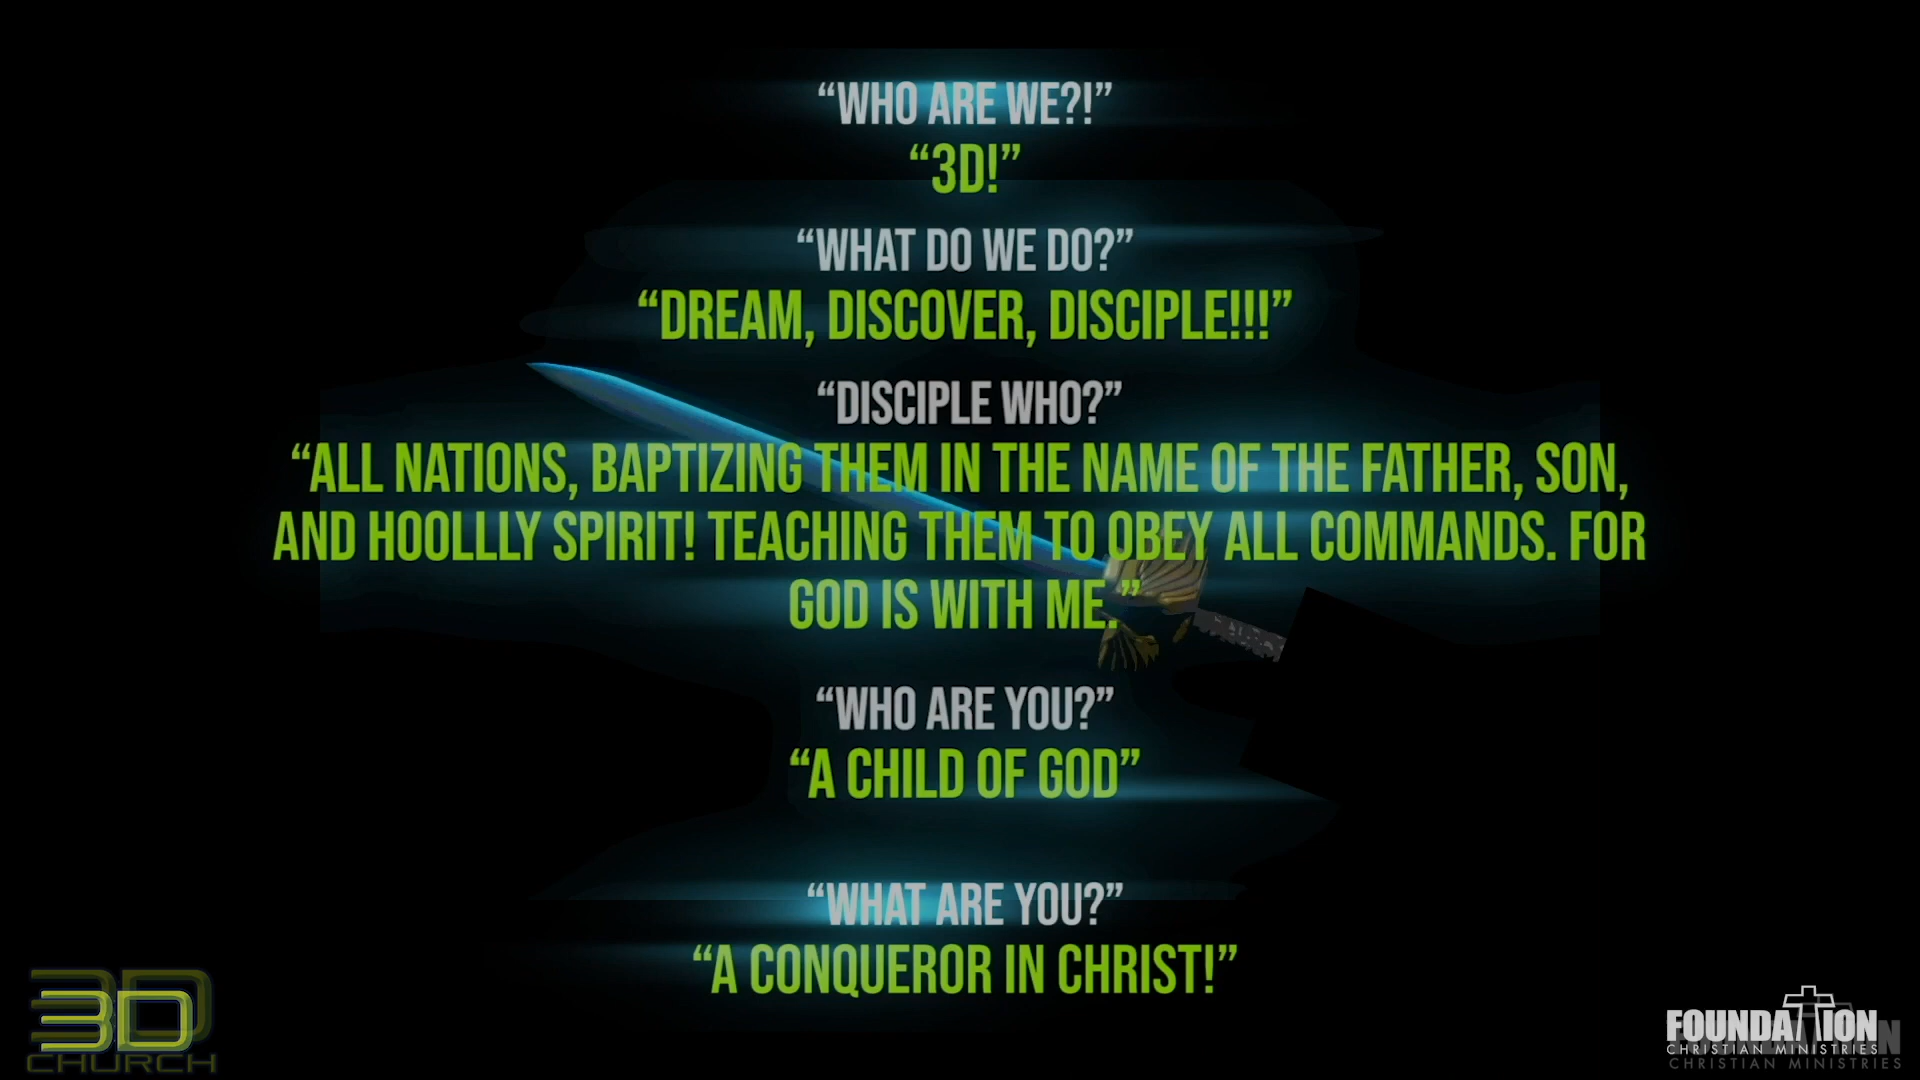 “WHO ARE WE?!”
“3D!”
“WHAT DO WE DO?”
“DREAM, DISCOVER, DISCIPLE!!!”
“DISCIPLE WHO?”
“ALL NATIONS, BAPTIZING THEM IN THE NAME OF THE FATHER, SON,
AND HOOLLLY SPIRIT! TEACHING THEM TO OBEY ALL COMMANDS. FOR
GOD IS WITH ME.”
“WHO ARE YOU?”
“A CHILD OF GOD”
“WHAT ARE YOU?”
“A CONQUEROR IN CHRIST!”
3D
CHURCH
FOUNDATION
CHRISTIAN MINISTRIES
CHRISTIAN MINISTRIES